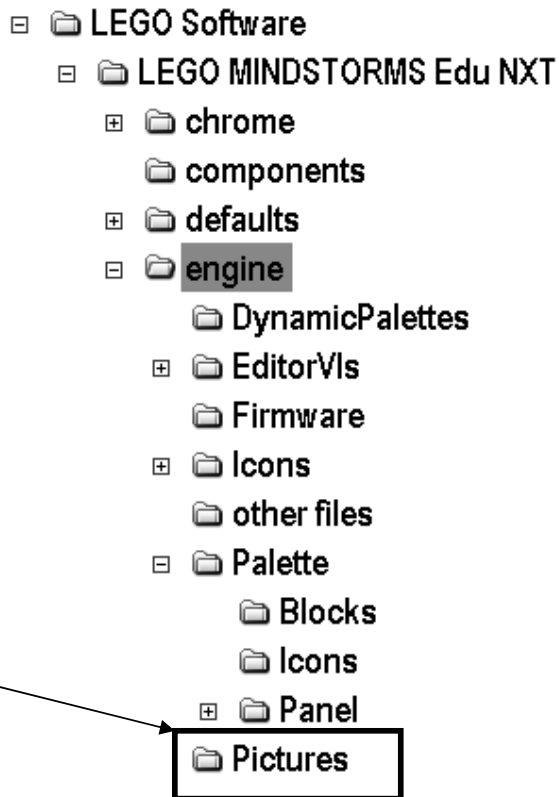 LEGO Software
LEGO MINDSTORMS Edu NXT
chrome
components
defaults
engine
DynamicPalettes
EditorVIs
Firmware
Icons
other files
Palette
Blocks
Icons
Panel
Pictures